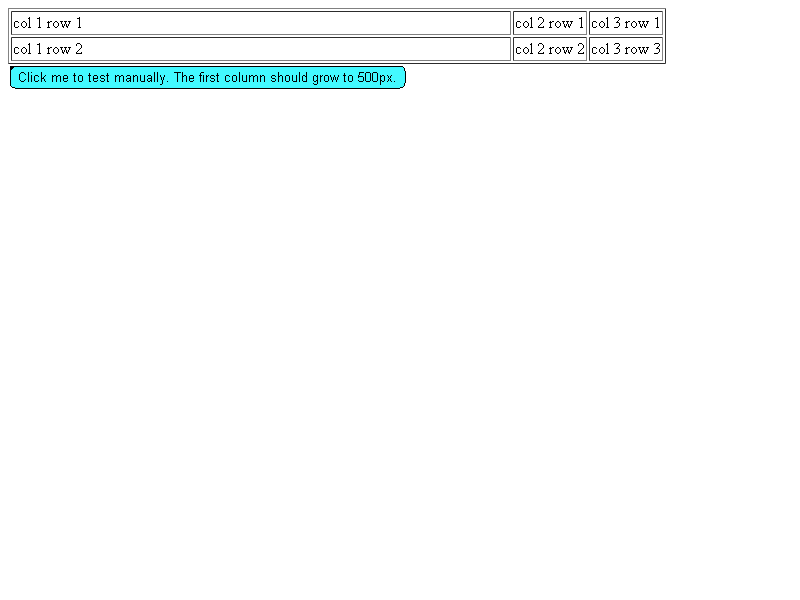 col 1 row 1 col 2 row 1 col 3 row 1
col 1 row 2 col 2 row 2 col 3 row 3
Click me to test manually. The first column should grow to 500px.